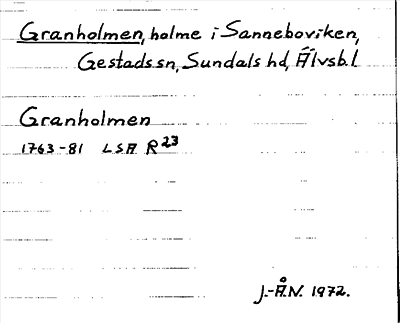 Granholmen, holme i Sanneboviken,
Gestads sn, Sundals hd, Älvsb. l
Granholmen
1763-81 LSA R23
J.-Å.N. 1972.